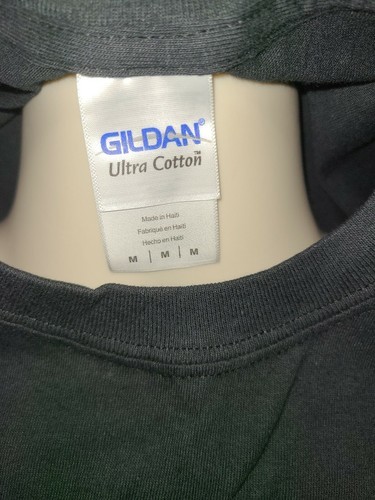 GILDAN®
Ultra Cotton™
Made in Haiti
Fabriqué en Haïti
Hecho en Haiti
M | M | M